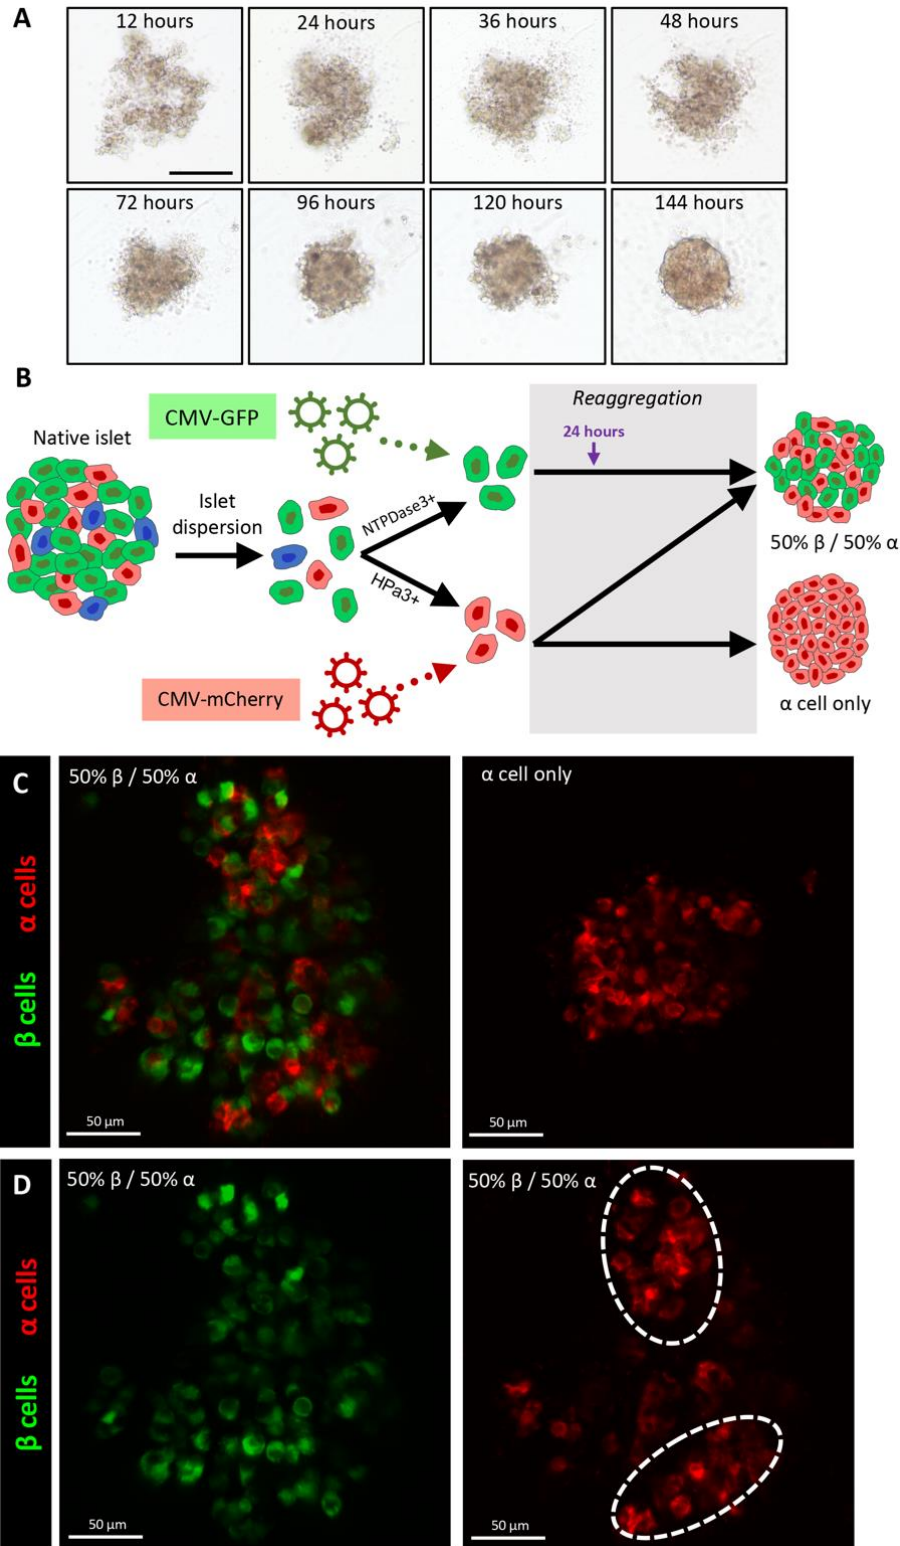 A
12 hours
24 hours
36 hours
48 hours
72 hours
96 hours
120 hours
144 hours
B
CMV-GFP
Reaggregation
24 hours
Native islet
Islet
dispersion
NTPDase3+
HPa3+
50% β / 50% α
CMV-mCherry
α cell only
C
50% β / 50% α
α cell only
β cells α cells
50 µm
50 µm
D
50% β / 50% α
50% β / 50% α
β cells α cells
50 µm
50 µm